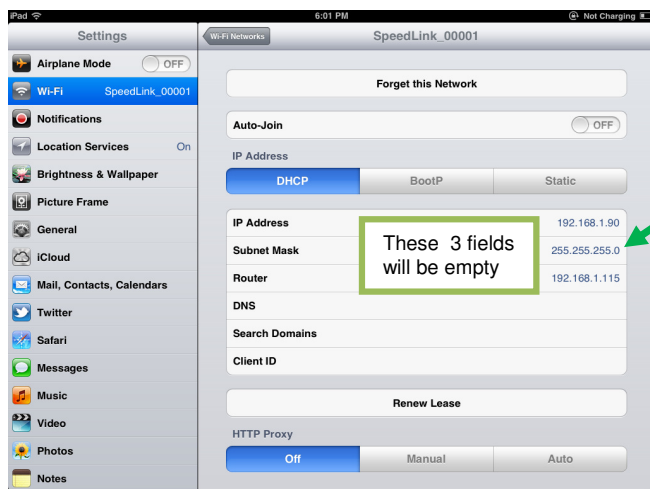 iPad 6:01 PM Not Charging
Settings
Wi-Fi Networks SpeedLink_00001
Airplane Mode OFF
Wi-Fi SpeedLink_00001
Notifications
Location Services On
Brightness & Wallpaper
Picture Frame
General
iCloud
Mail, Contacts, Calendars
Twitter
Safari
Messages
Music
Video
Photos
Notes
Forget this Network
Auto-Join OFF
IP Address
DHCP BootP Static
IP Address 192.168.1.90
Subnet Mask 255.255.255.0
Router 192.168.1.115
These 3 fields
will be empty
DNS
Search Domains
Client ID
Renew Lease
HTTP Proxy
Off Manual Auto